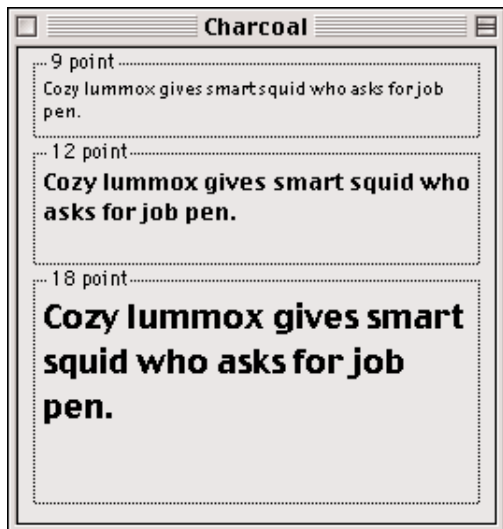 Charcoal
9 point
Cozy lummox gives smart squid who asks for job
pen.
12 point
Cozy lummox gives smart squid who
asks for job pen.
18 point
Cozy lummox gives smart
squid who asks for job
pen.